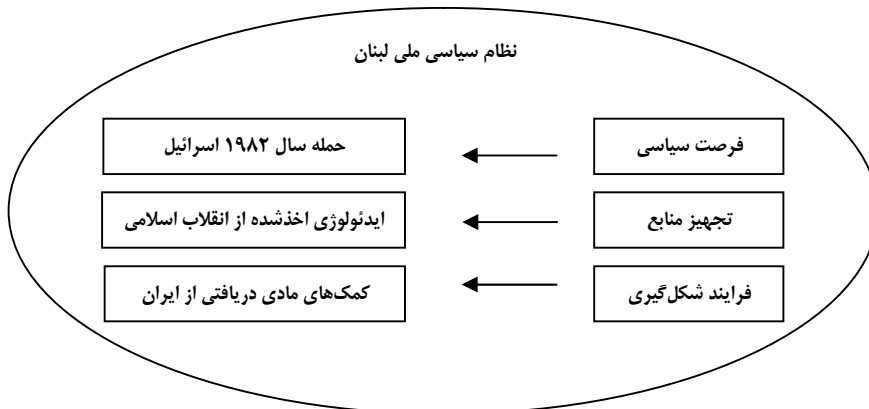 نظام سیاسی ملی لبنان
فرصت سیاسی
حمله سال ۱۹۸۲ اسرائیل
تجهیز منابع
ایدئولوژی اخذشده از انقلاب اسلامی
فرایند شکل‌گیری
کمک‌های مادی دریافتی از ایران